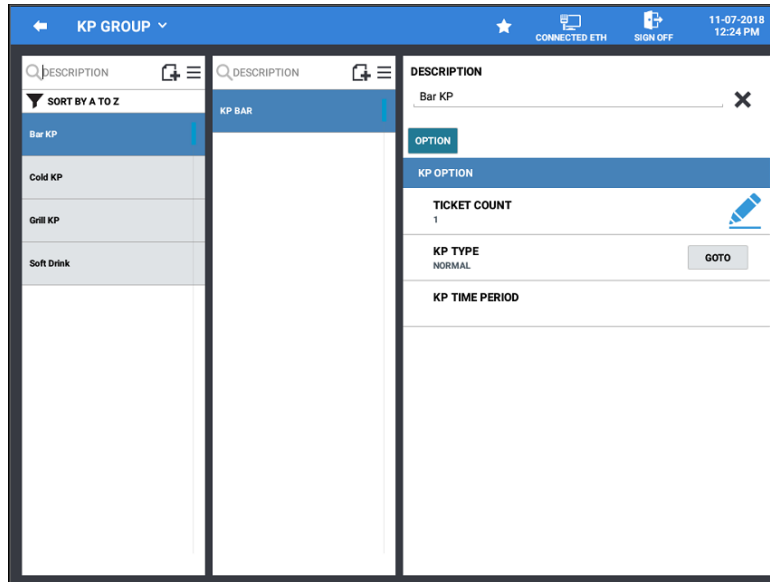 KP GROUP
CONNECTED ETH
SIGN OFF
11-07-2018
12:24 PM
DESCRIPTION
SORT BY A TO Z
Bar KP
Cold KP
Grill KP
Soft Drink
DESCRIPTION
KP BAR
DESCRIPTION
Bar KP
OPTION
KP OPTION
TICKET COUNT
1
KP TYPE
NORMAL
GOTO
KP TIME PERIOD